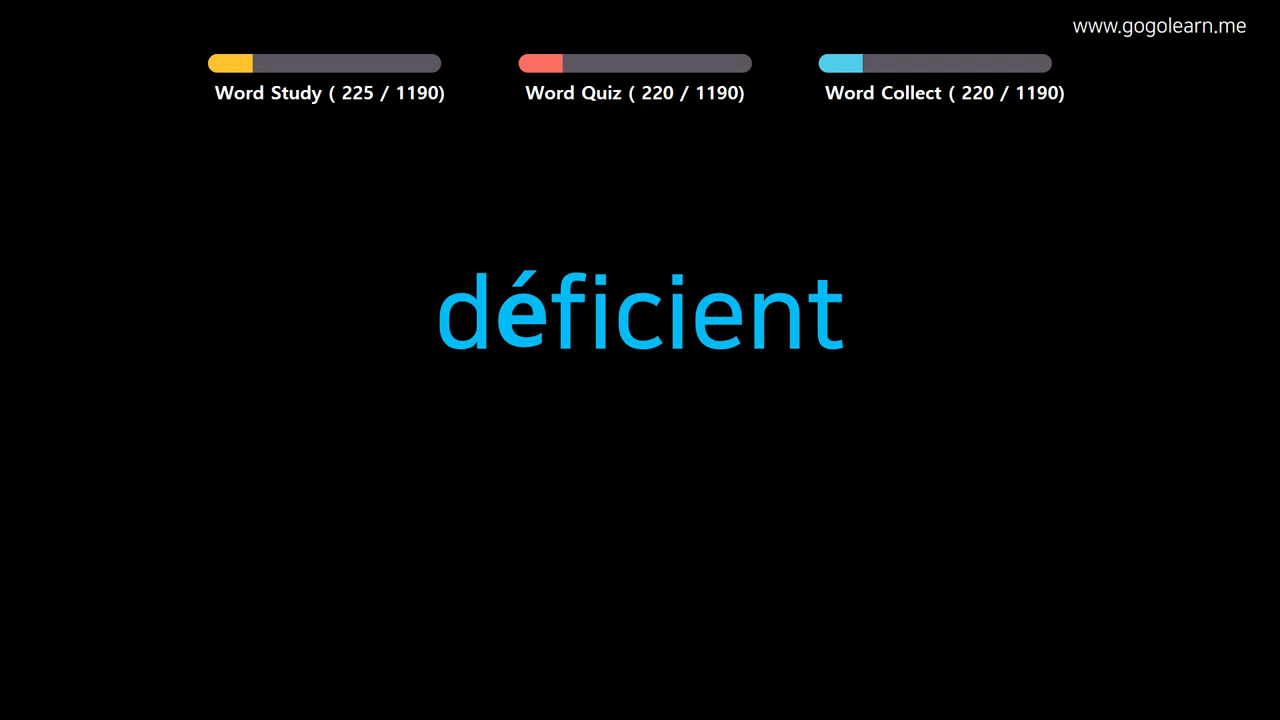 www.gogolearn.me
Word Study ( 225 / 1190)
Word Quiz ( 220 / 1190)
Word Collect ( 220 / 1190)
déficient